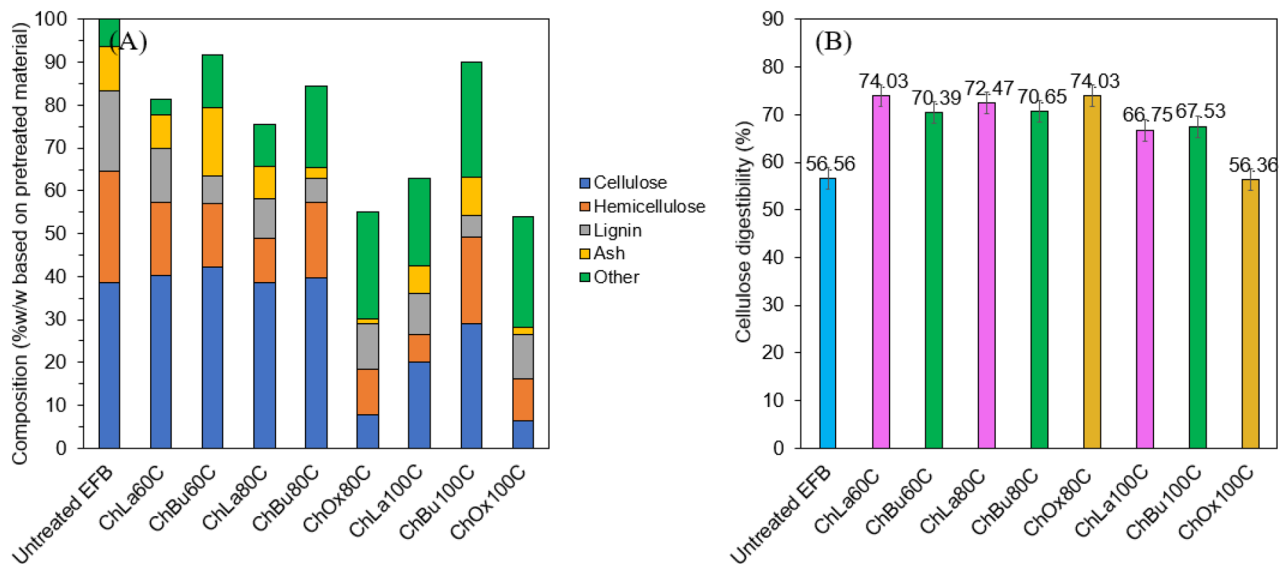 (A)
Composition (%w/w based on pretreated material)
100
90
80
70
60
50
40
30
20
10
0
Untreated EFB
ChLa60C
ChBu60C
ChLa80C
ChBu80C
ChOx80C
ChLa100C
ChBu100C
ChOx100C
Cellulose
Hemicellulose
Lignin
Ash
Other
(B)
Cellulose digestibility (%)
90
80
70
60
50
40
30
20
10
0
56.56
74.03
70.39
72.47
70.65
74.03
66.75
67.53
56.36
Untreated EFB
ChLa60C
ChBu60C
ChLa80C
ChBu80C
ChOx80C
ChLa100C
ChBu100C
ChOx100C